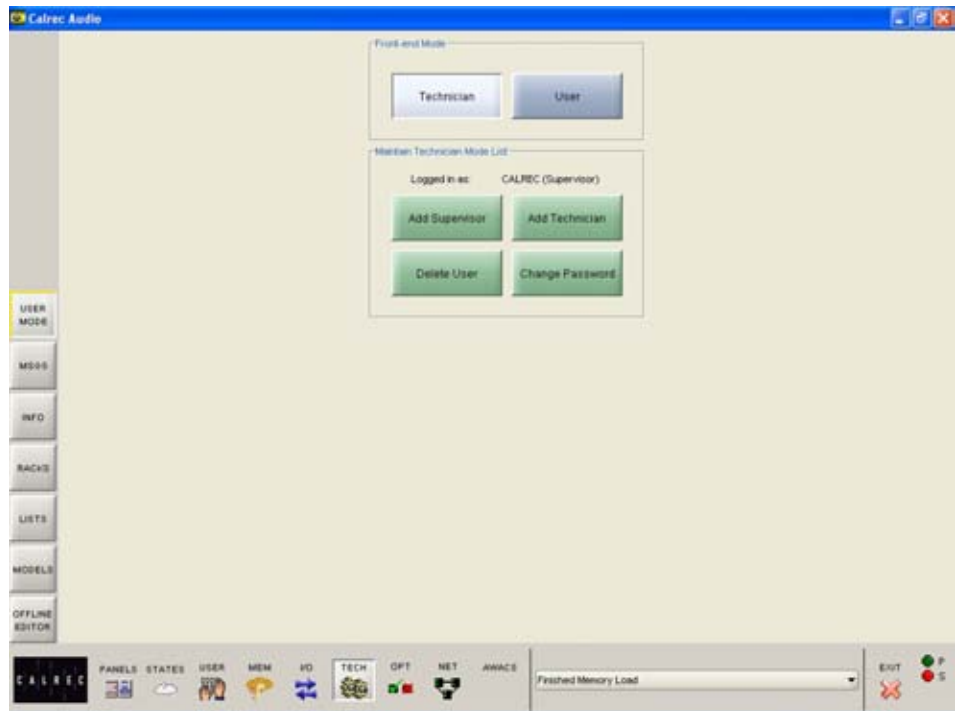 Calrec Audio
Front-end Mode
Technician
User
Maintain Technician Mode List
Logged in as:
CALREC (Supervisor)
Add Supervisor
Add Technician
Delete User
Change Password
USER
MODE
MSGS
INFO
RACKS
LISTS
MODELS
OFFLINE
EDITOR
CALREC
PANELS
STATES
USER
MEM
I/O
TECH
OPT
NET
AWACS
Finished Memory Load
EXIT
P
S